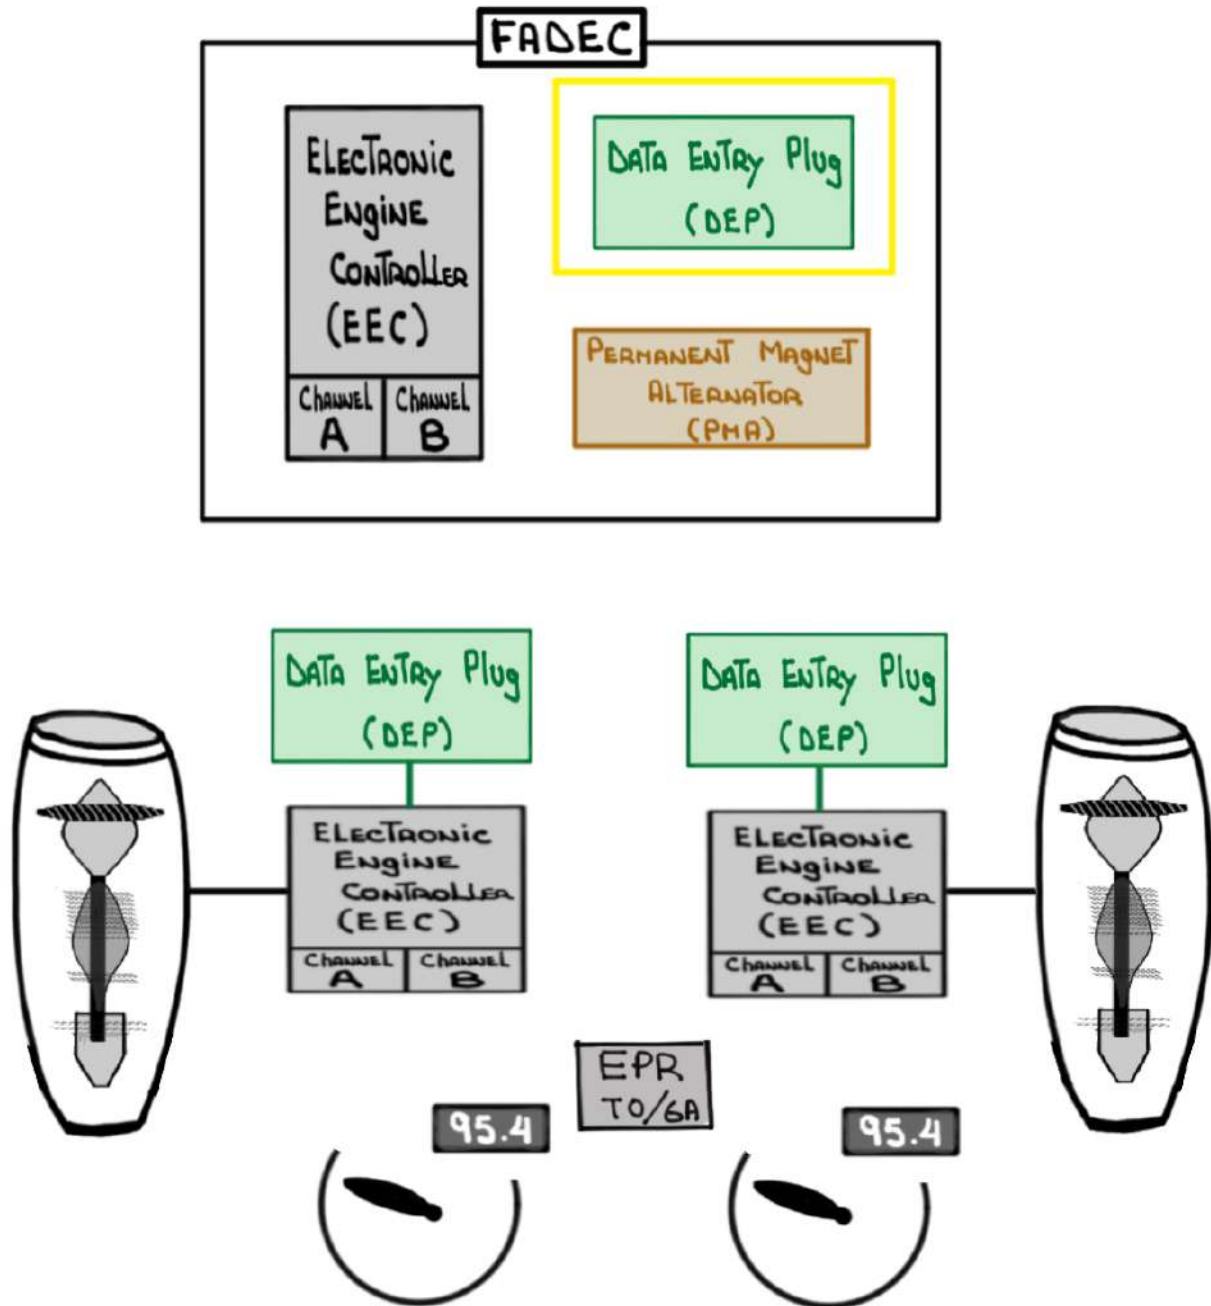 FADEC
ELECTRONIC
ENGINE
CONTROLLER
(EEC)
CHANNEL
A
CHANNEL
B
DATA ENTRY Plug
(DEP)
PERMANENT MAGNET
ALTERNATOR
(PMA)
DATA ENTRY Plug
(DEP)
ELECTRONIC
ENGINE
CONTROLLER
(EEC)
CHANNEL
A
CHANNEL
B
DATA ENTRY Plug
(DEP)
ELECTRONIC
ENGINE
CONTROLLER
(EEC)
CHANNEL
A
CHANNEL
B
EPR
TO/GA
95.4
95.4